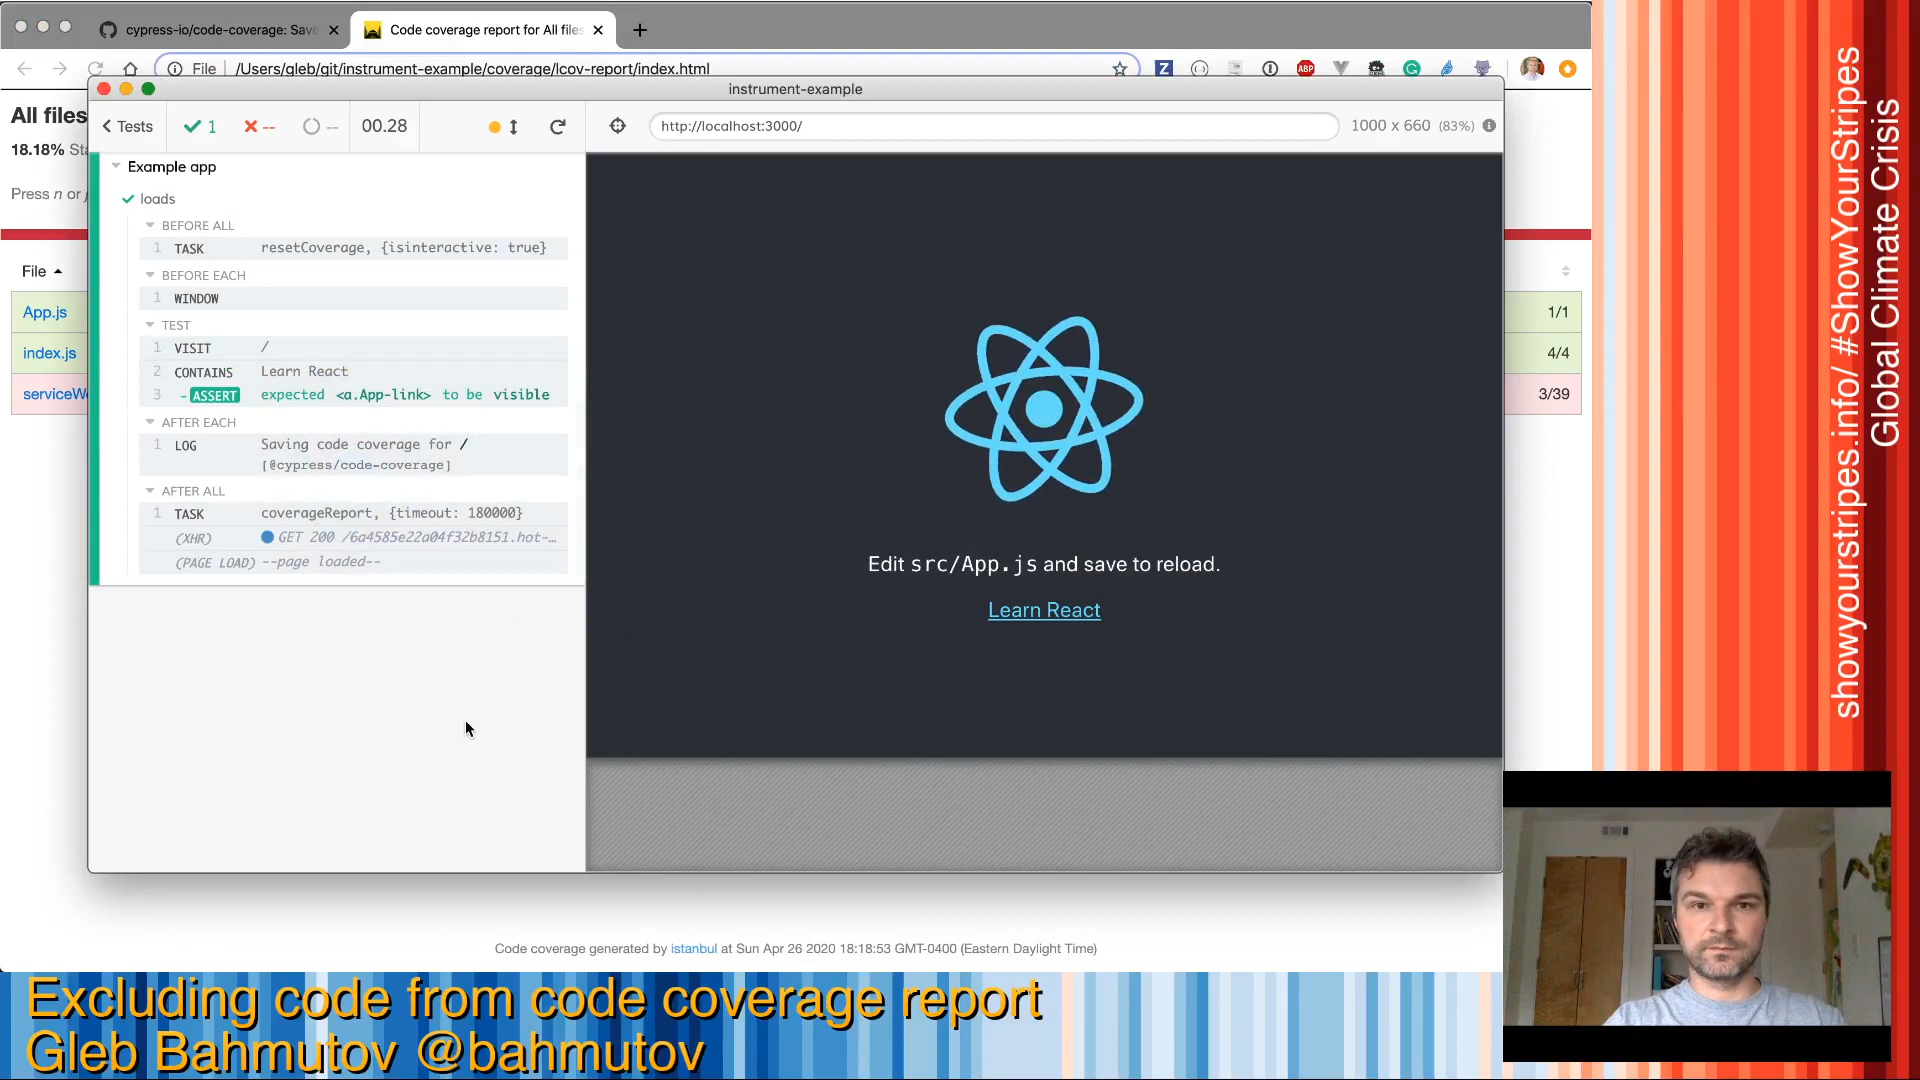 cypress-io/code-coverage: Save
Code coverage report for All files
File /Users/gleb/git/instrument-example/coverage/lcov-report/index.html
instrument-example
Tests 1 -- -- 00.28
http://localhost:3000/
1000 x 660 (83%)
All files
18.18% Sta
Press n or j
File
App.js
index.js
serviceWo
1/1
4/4
3/39
Example app
loads
BEFORE ALL
1 TASK resetCoverage, {isinteractive: true}
BEFORE EACH
1 WINDOW
TEST
1 VISIT /
2 CONTAINS Learn React
3 -ASSERT expected <a.App-link> to be visible
AFTER EACH
1 LOG Saving code coverage for /
[@cypress/code-coverage]
AFTER ALL
1 TASK coverageReport, {timeout: 180000}
(XHR) GET 200 /6a4585e22a04f32b8151.hot-…
(PAGE LOAD) --page loaded--
Edit src/App.js and save to reload.
Learn React
Code coverage generated by istanbul at Sun Apr 26 2020 18:18:53 GMT-0400 (Eastern Daylight Time)
Excluding code from code coverage report
Gleb Bahmutov @bahmutov
showyourstripes.info/ #ShowYourStripes
Global Climate Crisis